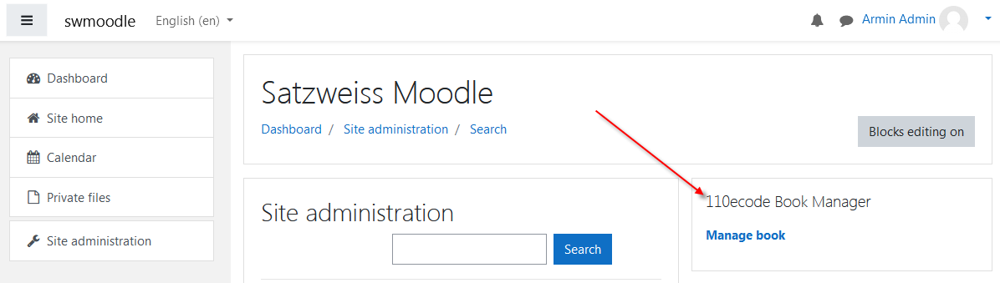 swmoodle English (en) Armin Admin
Dashboard
Site home
Calendar
Private files
Site administration
Satzweiss Moodle
Dashboard / Site administration / Search
Blocks editing on
Site administration
Search
110ecode Book Manager
Manage book